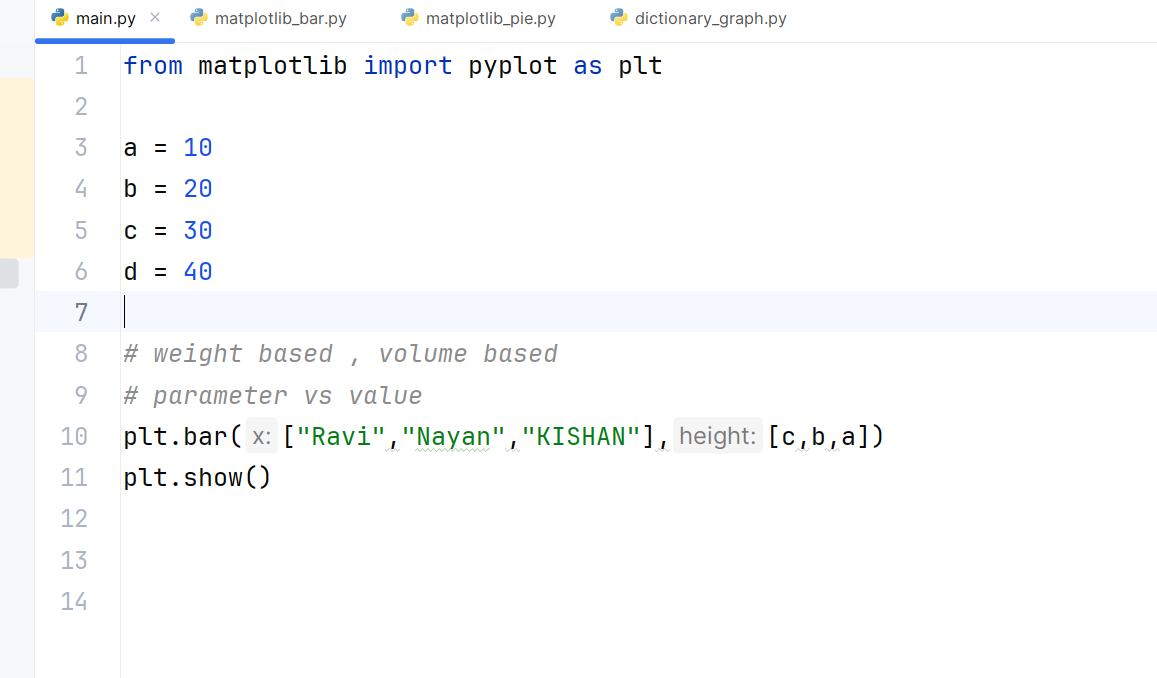 main.py × matplotlib_bar.py matplotlib_pie.py dictionary_graph.py
1 from matplotlib import pyplot as plt
2
3 a = 10
4 b = 20
5 c = 30
6 d = 40
7
8 # weight based , volume based
9 # parameter vs value
10 plt.bar( x: ["Ravi","Nayan","KISHAN"], height: [c,b,a])
11 plt.show()
12
13
14